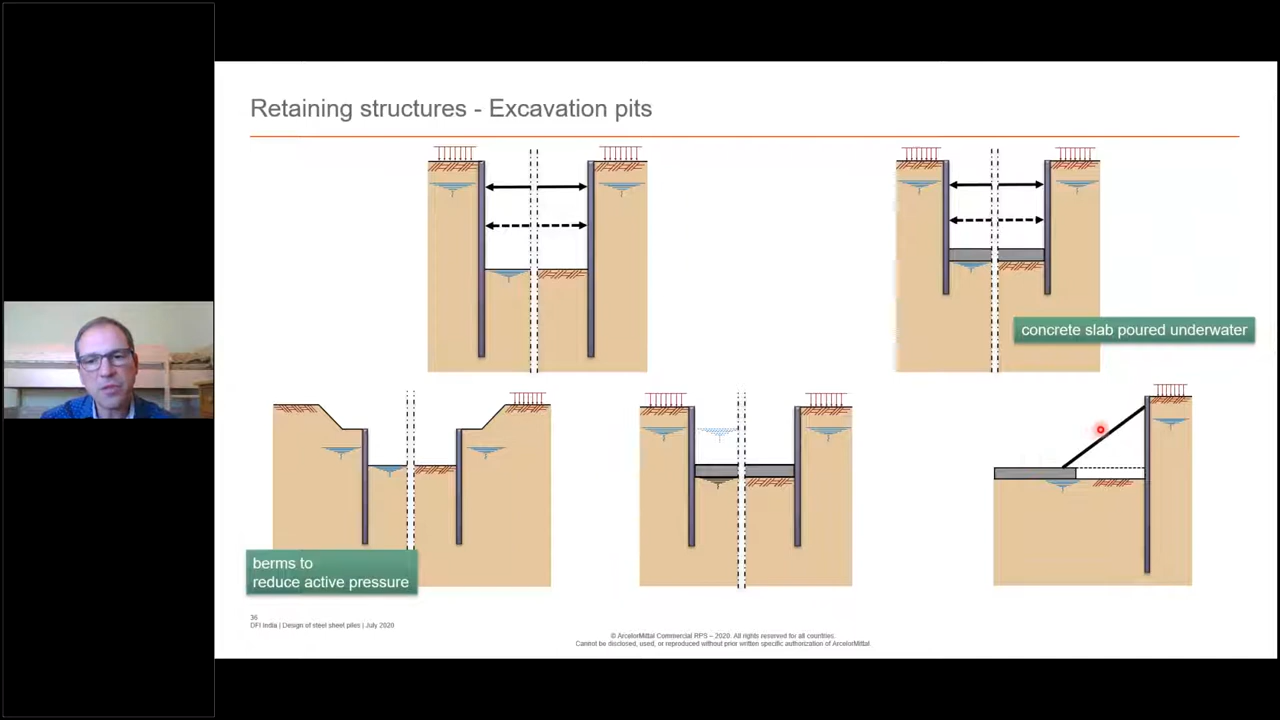 Retaining structures - Excavation pits
concrete slab poured underwater
berms to
reduce active pressure
36
DFI India | Design of steel sheet piles | July 2020
© ArcelorMittal Commercial RPS – 2020. All rights reserved for all countries.
Cannot be disclosed, used, or reproduced without prior written specific authorization of ArcelorMittal